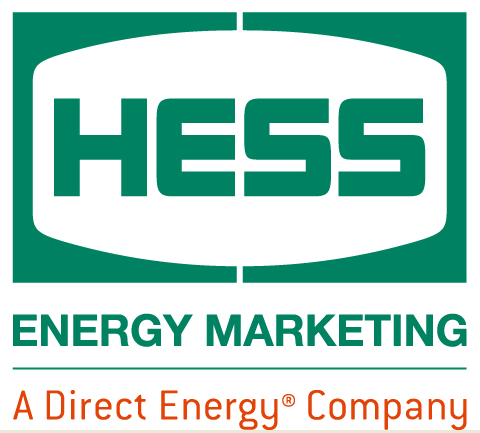 HESS
ENERGY MARKETING
A Direct Energy® Company